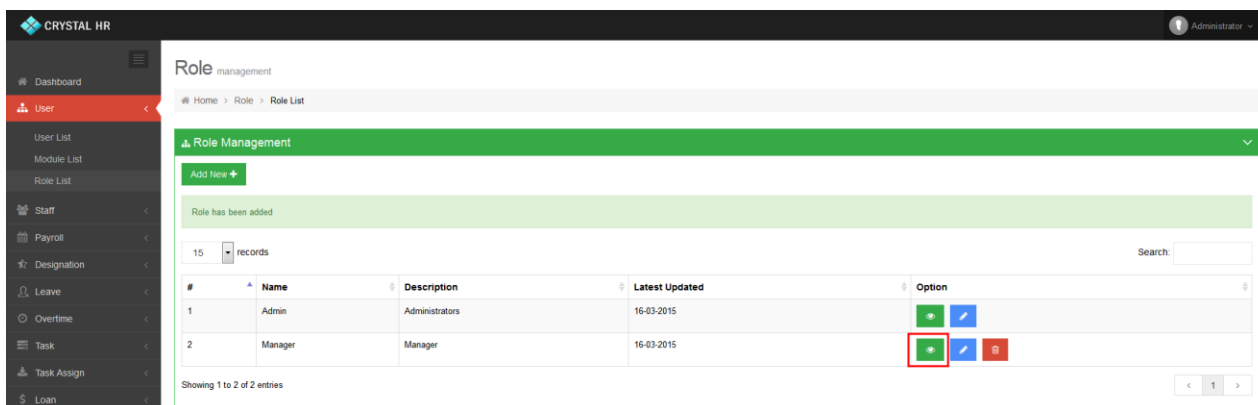 CRYSTAL HR
Administrator
Role management
Dashboard
Home > Role > Role List
User
User List
Module List
Role List
Role Management
Add New
Role has been added
Staff
Payroll
15 records
Search:
Designation
Leave
# Name Description Latest Updated Option
1 Admin Administrators 16-03-2015
Overtime
2 Manager Manager 16-03-2015
Task
Task Assign
Showing 1 to 2 of 2 entries
< 1 >
$ Loan